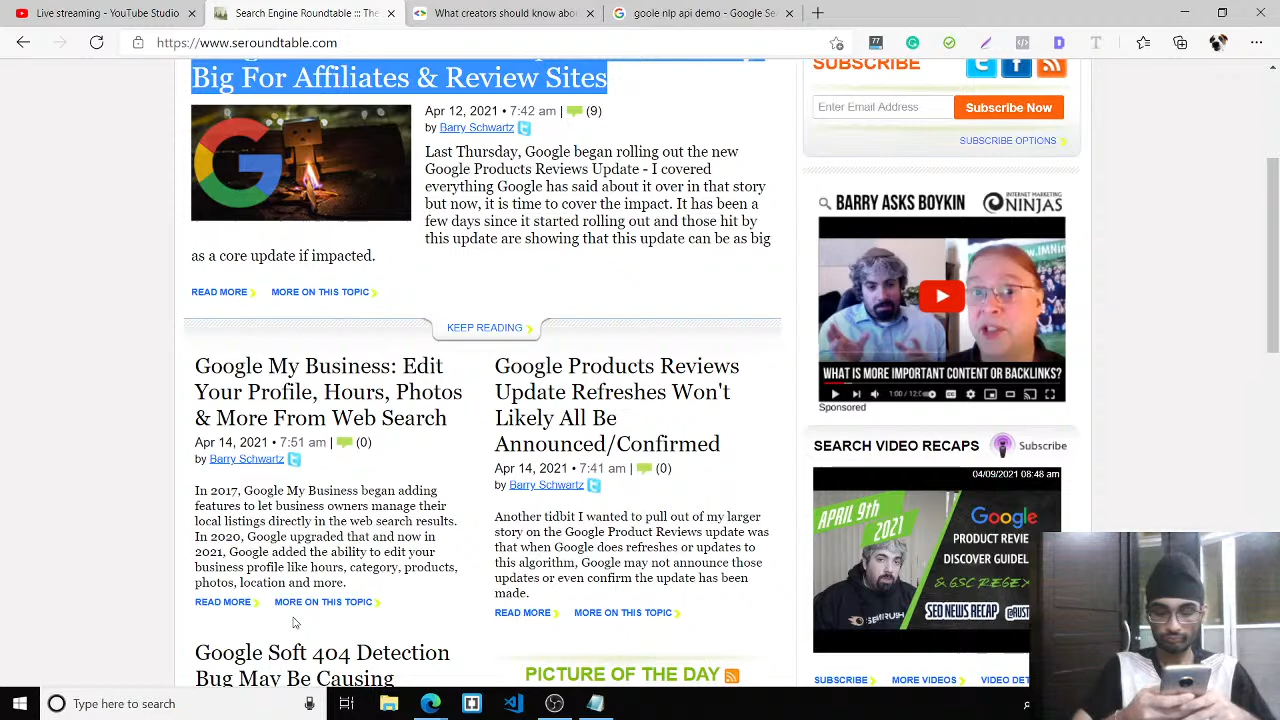 Live streaming - Yo
Search Engines : | The
What creators should know abou
goole nlp api demo - Google Se
https://www.seroundtable.com
77
Big For Affiliates & Review Sites
Apr 12, 2021 • 7:42 am | (9)
by Barry Schwartz
Last Thursday, Google began rolling out the new
Google Products Reviews Update - I covered
everything Google has said about it over in that story
but now, it is time to cover the impact. It has been a
few days since it started rolling out and those hit by
this update are showing that this update can be as big
as a core update if impacted.
READ MORE
MORE ON THIS TOPIC
KEEP READING
Google My Business: Edit
Your Profile, Hours, Photos
& More From Web Search
Apr 14, 2021 • 7:51 am | (0)
by Barry Schwartz
In 2017, Google My Business began adding
features to let business owners manage their
local listings directly in the web search results.
In 2020, Google upgraded that and now in
2021, Google added the ability to edit your
business profile like hours, category, products,
photos, location and more.
READ MORE
MORE ON THIS TOPIC
Google Soft 404 Detection
Bug May Be Causing
Google Products Reviews
Update Refreshes Won't
Likely All Be
Announced/Confirmed
Apr 14, 2021 • 7:41 am | (0)
by Barry Schwartz
Another tidbit I wanted to pull out of my larger
story on the Google Product Reviews update was
that when Google does refreshes or updates to
this algorithm, Google may not announce those
updates or even confirm the update has been
made.
READ MORE
MORE ON THIS TOPIC
PICTURE OF THE DAY
SUBSCRIBE
Enter Email Address
Subscribe Now
SUBSCRIBE OPTIONS
BARRY ASKS BOYKIN
INTERNET MARKETING
NINJAS
WWW.IMNin
WHAT IS MORE IMPORTANT CONTENT OR BACKLINKS?
Sponsored
SEARCH VIDEO RECAPS
Subscribe
04/09/2021 08:48 am
APRIL 9th
2021
Google
PRODUCT REVIE
DISCOVER GUIDEL
& GSC REGEX
SEO NEWS RECAP
@RUST
SEMRUSH
SUBSCRIBE
MORE VIDEOS
VIDEO DET
Type here to search